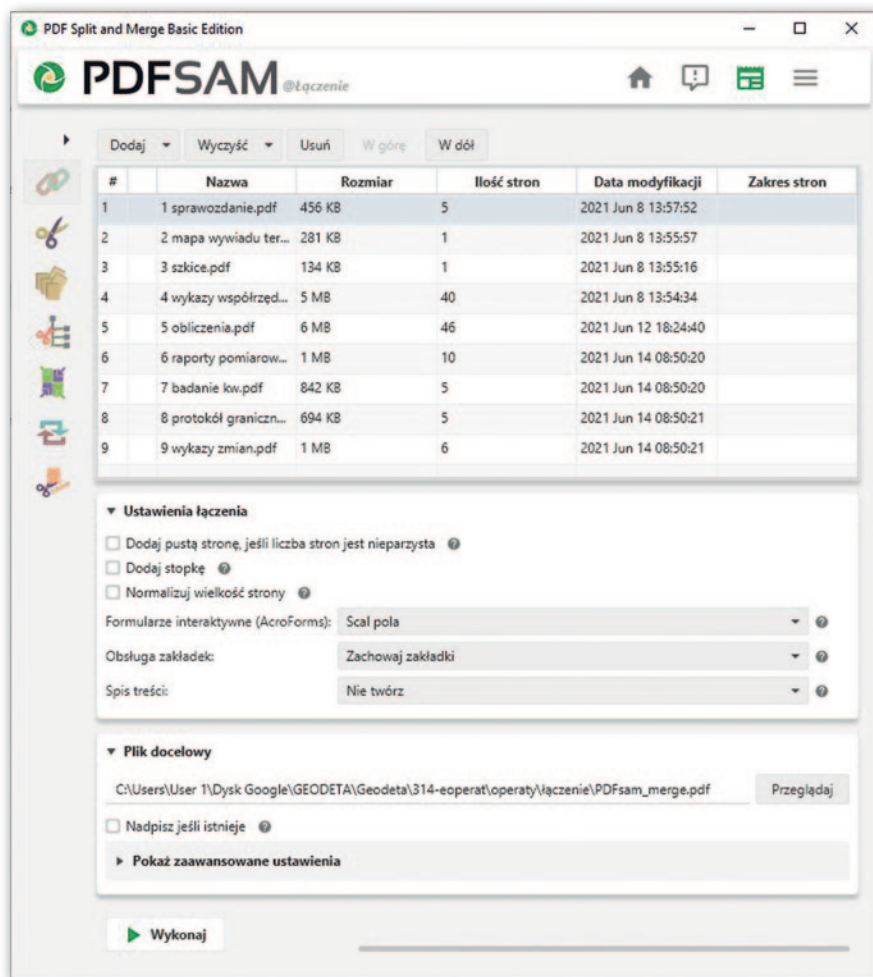 PDF Split and Merge Basic Edition
PDFSAM @Łączenie
Dodaj Wyczyść Usuń W górę W dół
# Nazwa Rozmiar Ilość stron Data modyfikacji Zakres stron
1 1 sprawozdanie.pdf 456 KB 5 2021 Jun 8 13:57:52
2 2 mapa wywiadu ter... 281 KB 1 2021 Jun 8 13:55:57
3 3 szkice.pdf 134 KB 1 2021 Jun 8 13:55:16
4 4 wykazy współrzęd... 5 MB 40 2021 Jun 8 13:54:34
5 5 obliczenia.pdf 6 MB 46 2021 Jun 12 18:24:40
6 6 raporty pomiarow... 1 MB 10 2021 Jun 14 08:50:20
7 7 badanie kw.pdf 842 KB 5 2021 Jun 14 08:50:20
8 8 protokół graniczn... 694 KB 5 2021 Jun 14 08:50:21
9 9 wykazy zmian.pdf 1 MB 6 2021 Jun 14 08:50:21
Ustawienia łączenia
Dodaj pustą stronę, jeśli liczba stron jest nieparzysta
Dodaj stopkę
Normalizuj wielkość strony
Formularze interaktywne (AcroForms): Scal pola
Obsługa zakładek: Zachowaj zakładki
Spis treści: Nie twórz
Plik docelowy
C:\Users\User 1\Dysk Google\GEODETA\Geodeta\314-eoperat\operaty\łączenie\PDFsam_merge.pdf Przeglądaj
Nadpisz jeśli istnieje
Pokaż zaawansowane ustawienia
Wykonaj